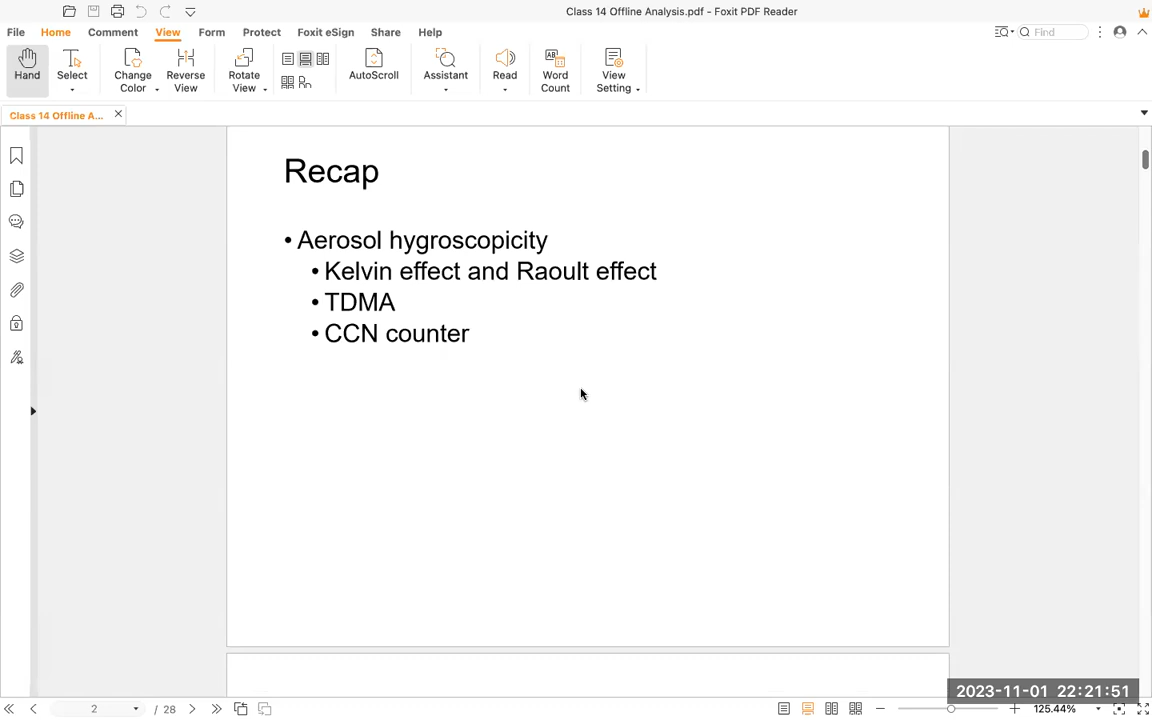 Class 14 Offline Analysis.pdf - Foxit PDF Reader
File Home Comment View Form Protect Foxit eSign Share Help Find
Hand Select Change Color Reverse View Rotate View AutoScroll Assistant Read Word Count View Setting
Class 14 Offline A...
Recap
• Aerosol hygroscopicity
• Kelvin effect and Raoult effect
• TDMA
• CCN counter
2023-11-01 22:21:51
2 / 28 125.44%